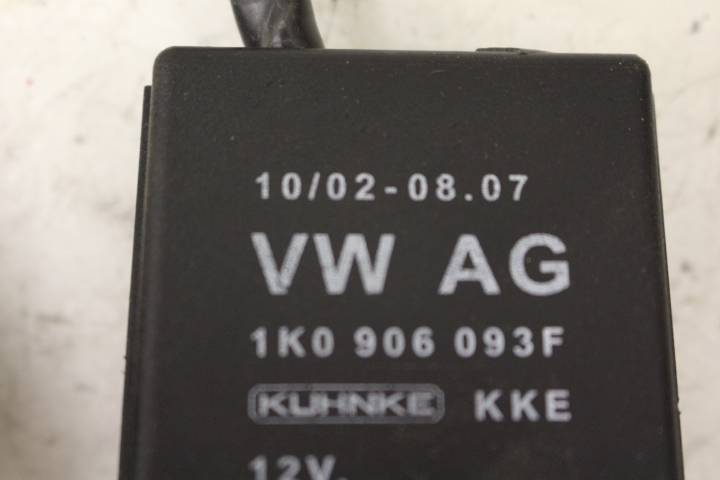 10/02-08.07
VW AG
1K0 906 093F
KUHNKE KKE
12V.